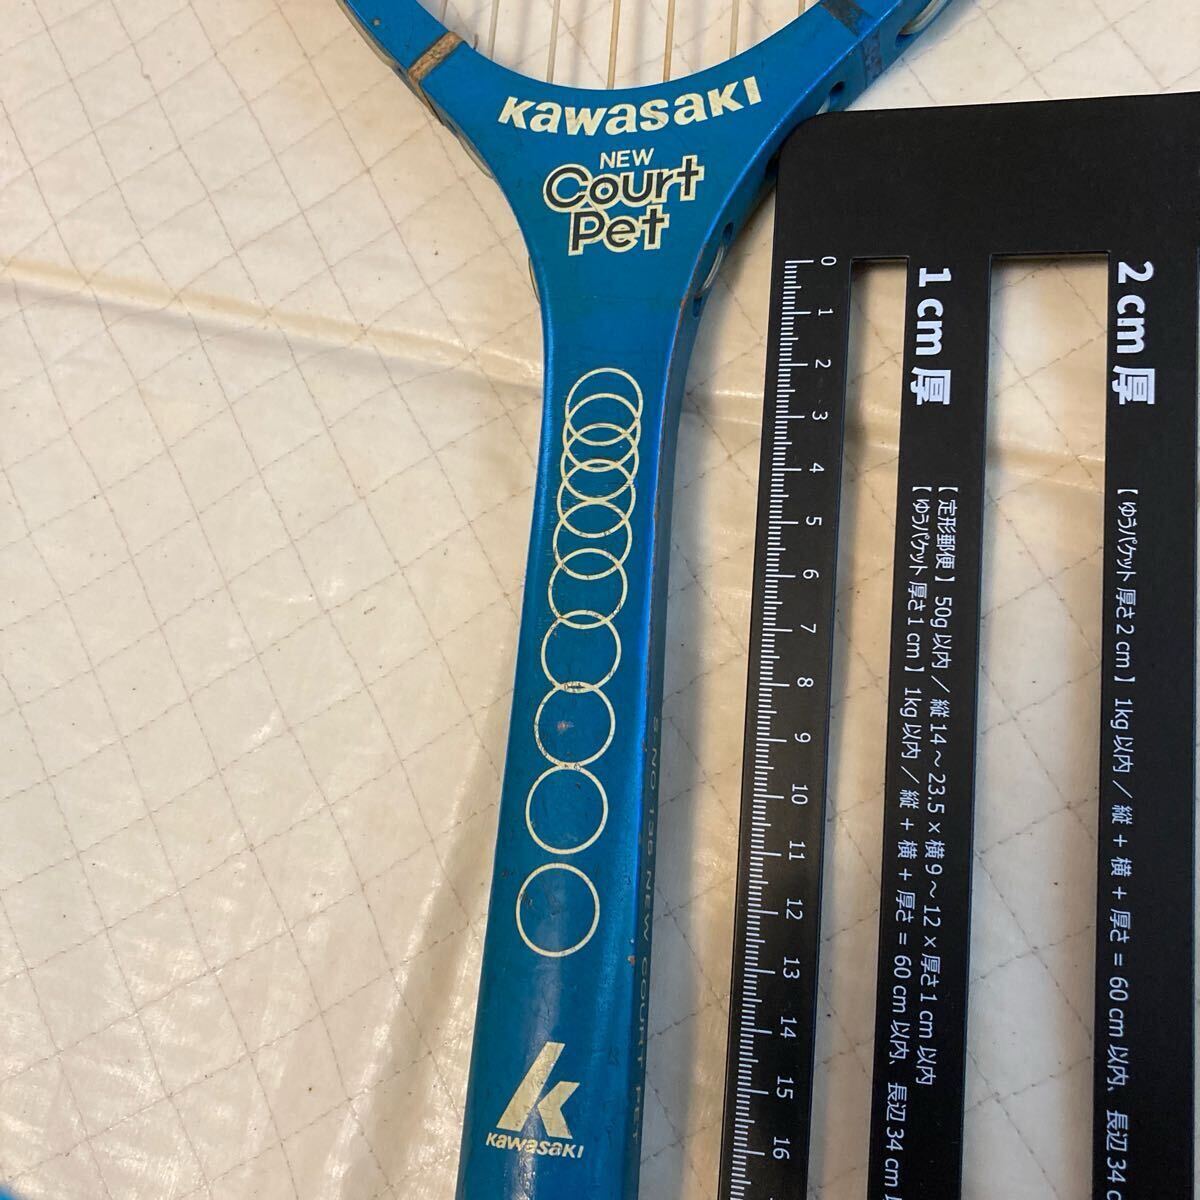 KAWASAKI
NEW
Court
Pet
NO 135 NEW COURT PET
K
KAWASAKI
0 1 2 3 4 5 6 7 8 9 10 11 12 13 14 15 16
1 cm 厚
【 定形郵便 】 50g 以内 ／ 縦 14～23.5 × 横 9～12 × 厚さ 1 cm 以内
【 ゆうパケット 厚さ 1 cm 】 1kg 以内 ／ 縦 + 横 + 厚さ = 60 cm 以内、長辺 34 cm
2 cm 厚
【 ゆうパケット 厚さ 2 cm 】 1kg 以内 ／ 縦 + 横 + 厚さ = 60 cm 以内、長辺 34 c